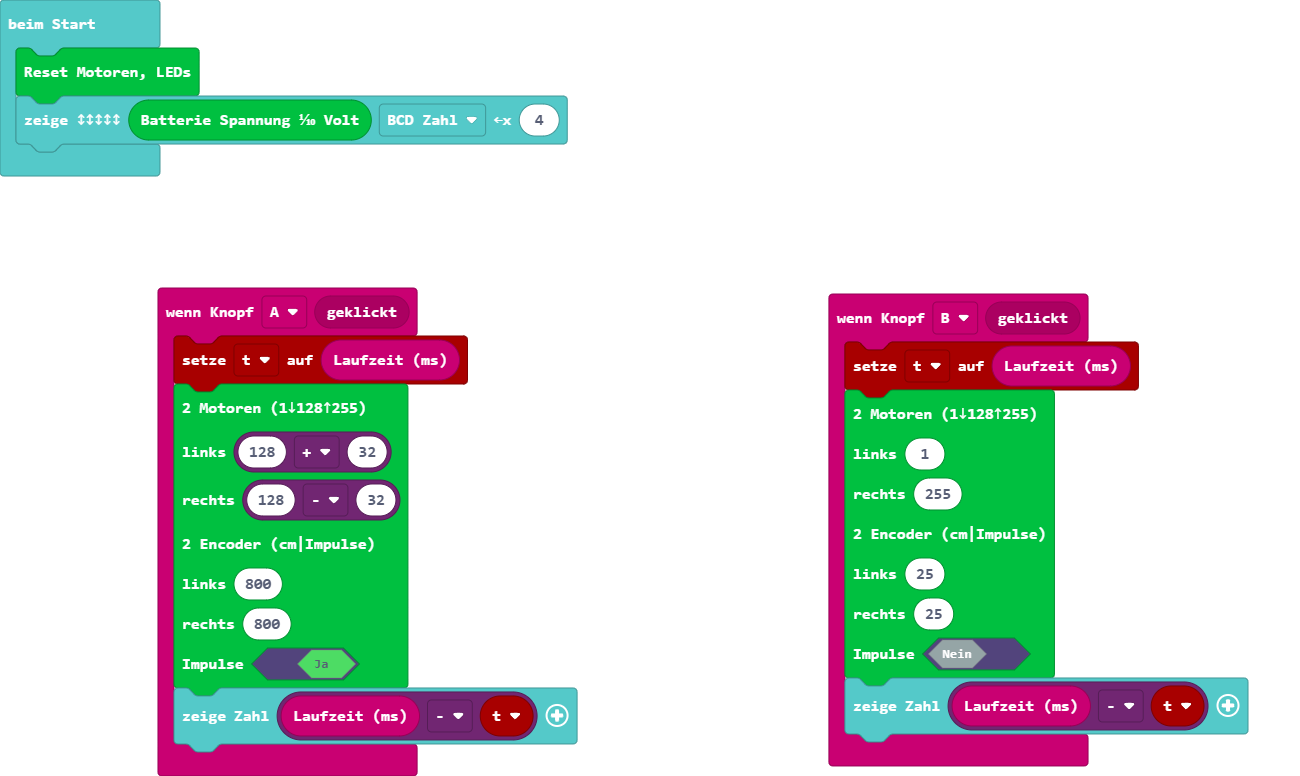 beim Start
Reset Motoren, LEDs
zeige ↕↕↕↕↕ Batterie Spannung ⅒ Volt BCD Zahl ←x 4
wenn Knopf A geklickt
setze t auf Laufzeit (ms)
2 Motoren (1↓128↑255)
links 128 + 32
rechts 128 - 32
2 Encoder (cm|Impulse)
links 800
rechts 800
Impulse Ja
zeige Zahl Laufzeit (ms) - t
wenn Knopf B geklickt
setze t auf Laufzeit (ms)
2 Motoren (1↓128↑255)
links 1
rechts 255
2 Encoder (cm|Impulse)
links 25
rechts 25
Impulse Nein
zeige Zahl Laufzeit (ms) - t